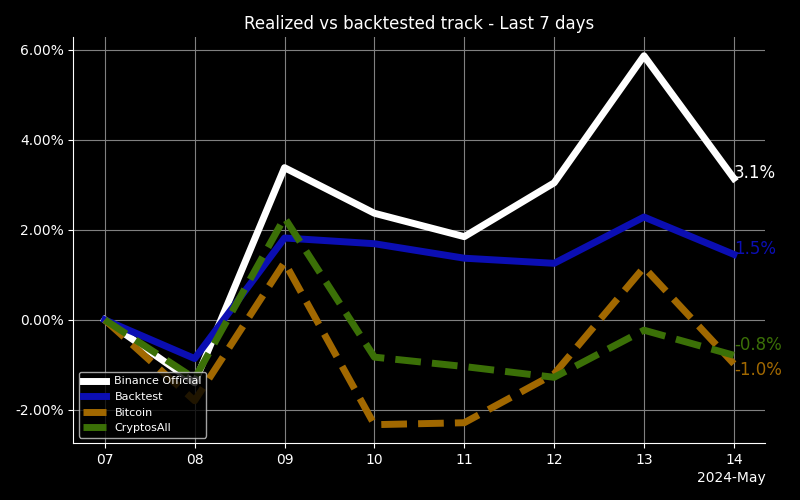 Realized vs backtested track - Last 7 days
6.00%
4.00%
2.00%
0.00%
-2.00%
3.1%
1.5%
-0.8%
-1.0%
Binance Official
Backtest
Bitcoin
CryptosAll
07 08 09 10 11 12 13 14
2024-May